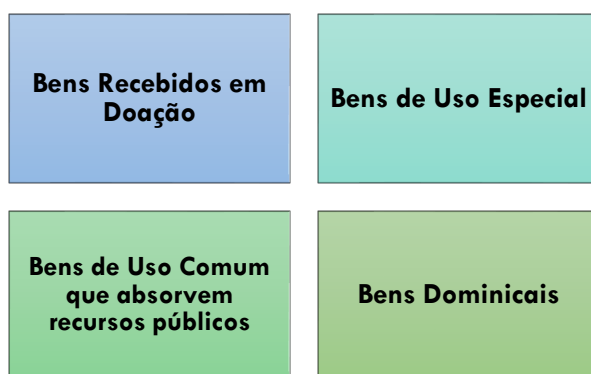 Bens Recebidos em
Doação
Bens de Uso Especial
Bens de Uso Comum
que absorvem
recursos públicos
Bens Dominicais